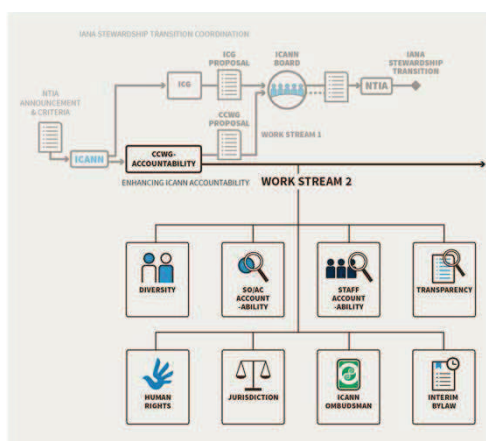 IANA STEWARDSHIP TRANSITION COORDINATION
ICG
PROPOSAL
ICANN
BOARD
IANA
STEWARDSHIP
TRANSITION
ICG
NTIA
NTIA
ANNOUNCEMENT
& CRITERIA
CCWG
PROPOSAL
WORK STREAM 1
ICANN
CCWG-
ACCOUNTABILITY
ENHANCING ICANN ACCOUNTABILITY
WORK STREAM 2
DIVERSITY
SO/AC
ACCOUNT
-ABILITY
STAFF
ACCOUNT
-ABILITY
TRANSPARENCY
HUMAN
RIGHTS
JURISDICTION
ICANN
OMBUDSMAN
INTERIM
BYLAW